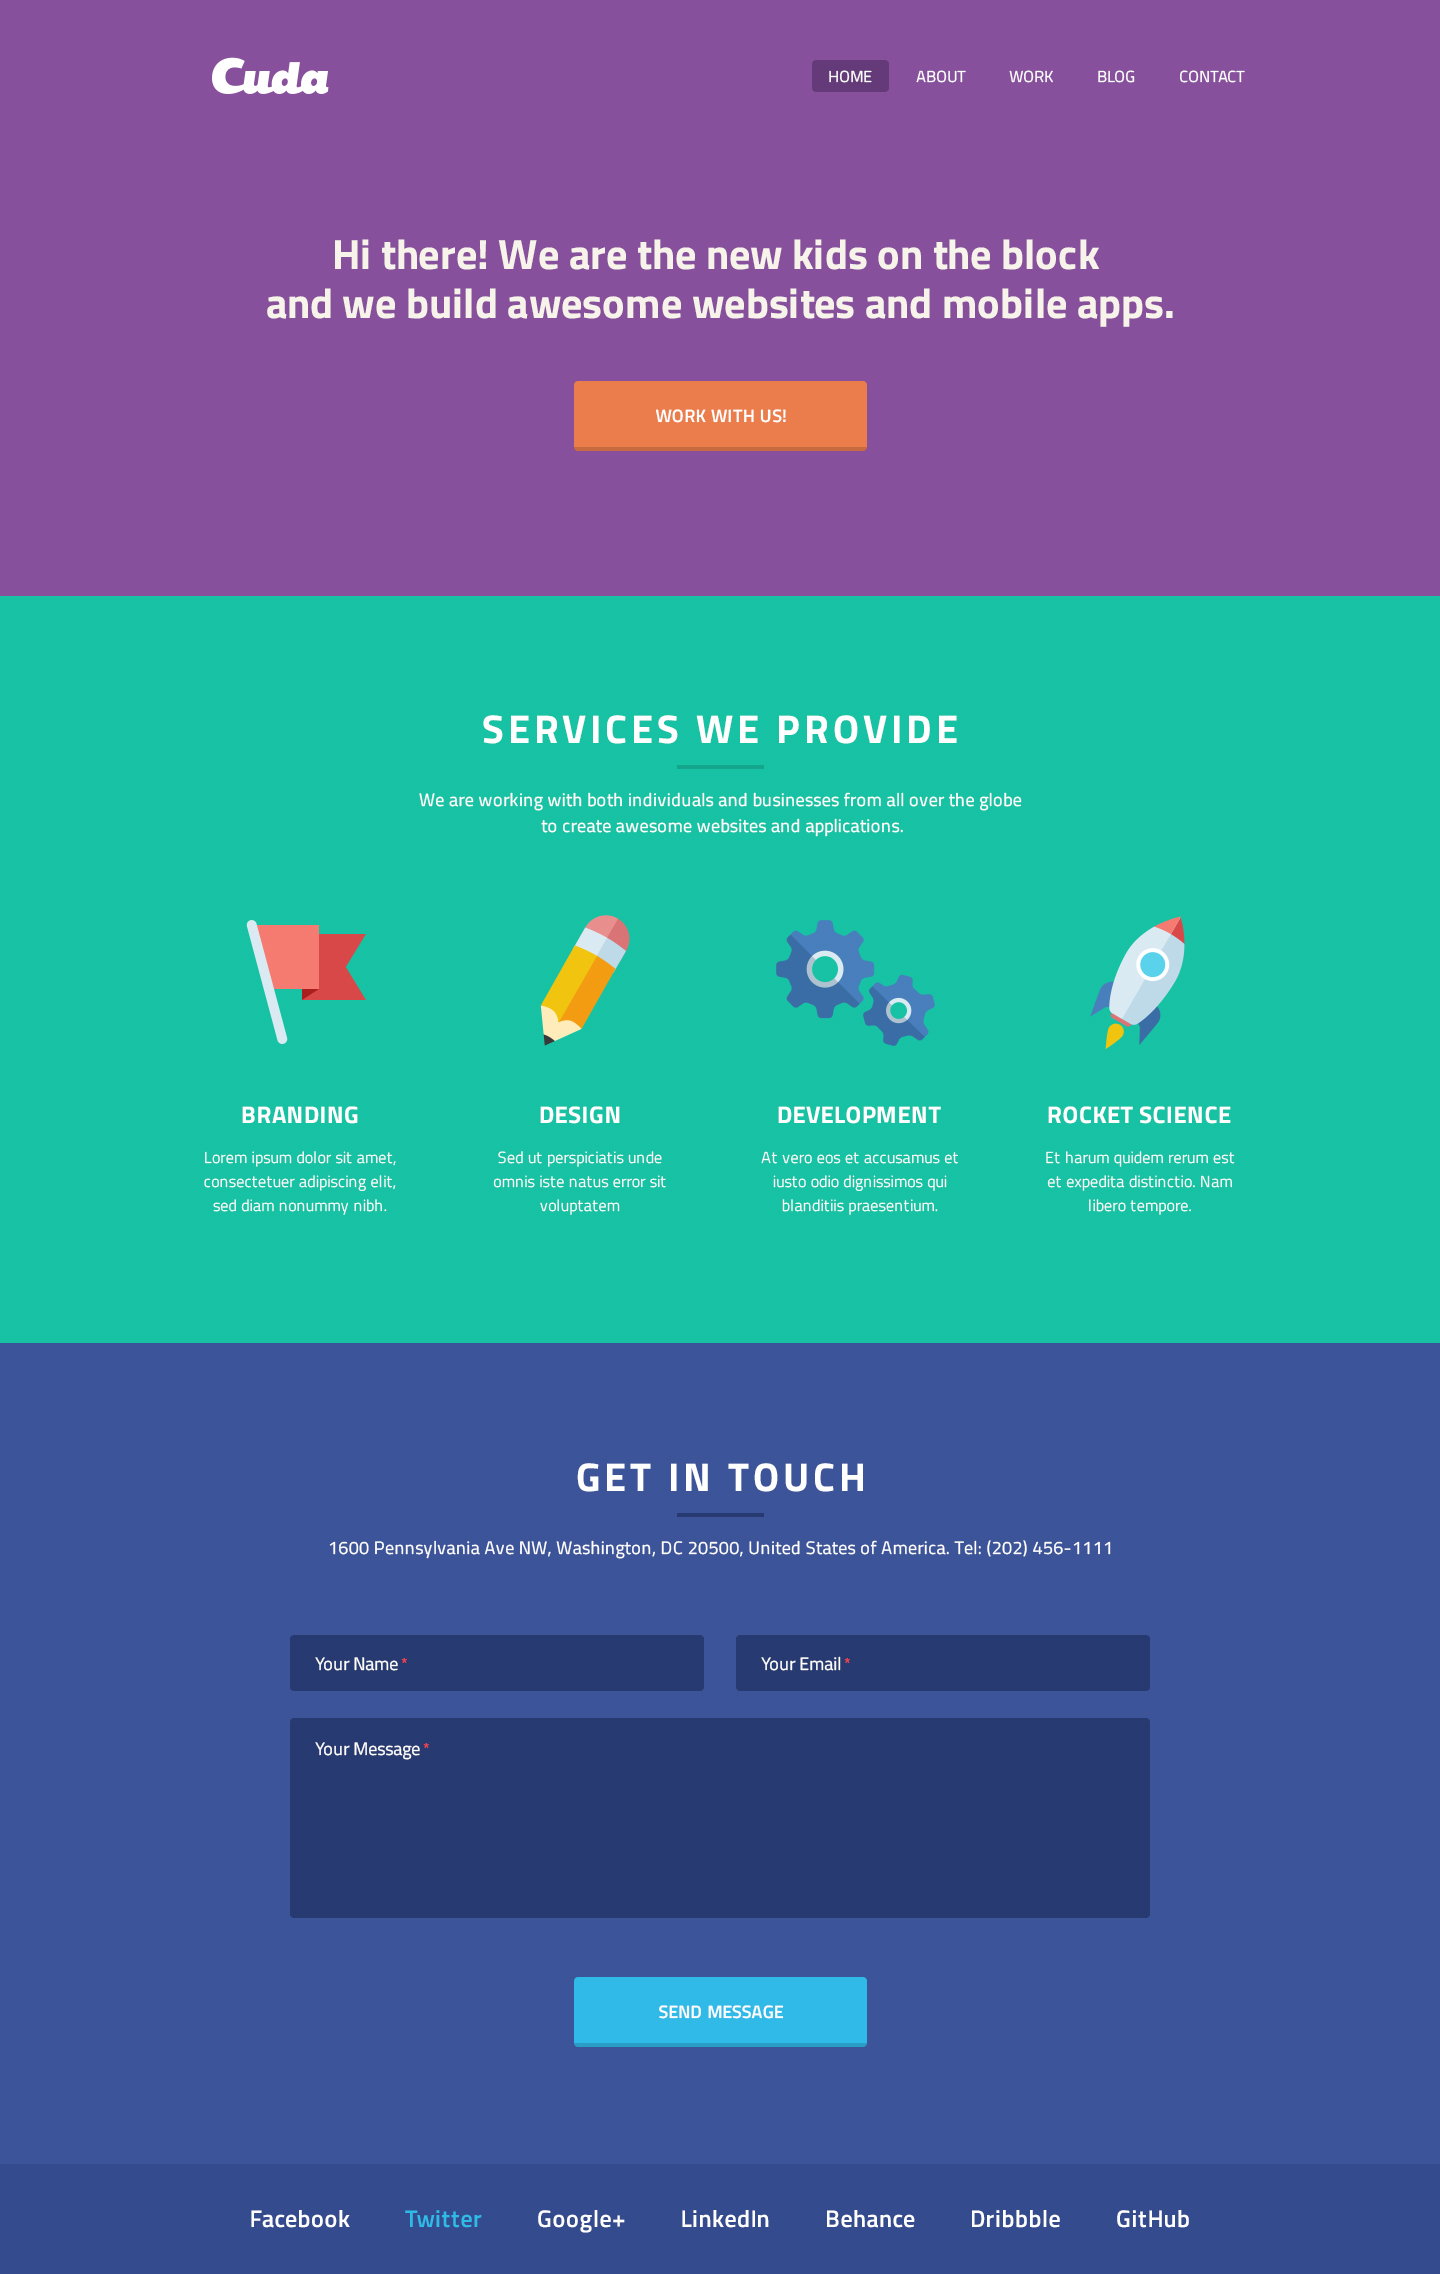 Cuda
HOME ABOUT WORK BLOG CONTACT
Hi there! We are the new kids on the block
and we build awesome websites and mobile apps.
WORK WITH US!
SERVICES WE PROVIDE
We are working with both individuals and businesses from all over the globe
to create awesome websites and applications.
BRANDING
Lorem ipsum dolor sit amet,
consectetuer adipiscing elit,
sed diam nonummy nibh.
DESIGN
Sed ut perspiciatis unde
omnis iste natus error sit
voluptatem
DEVELOPMENT
At vero eos et accusamus et
iusto odio dignissimos qui
blanditiis praesentium.
ROCKET SCIENCE
Et harum quidem rerum est
et expedita distinctio. Nam
libero tempore.
GET IN TOUCH
1600 Pennsylvania Ave NW, Washington, DC 20500, United States of America. Tel: (202) 456-1111
Your Name *
Your Email *
Your Message *
SEND MESSAGE
Facebook Twitter Google+ LinkedIn Behance Dribbble GitHub